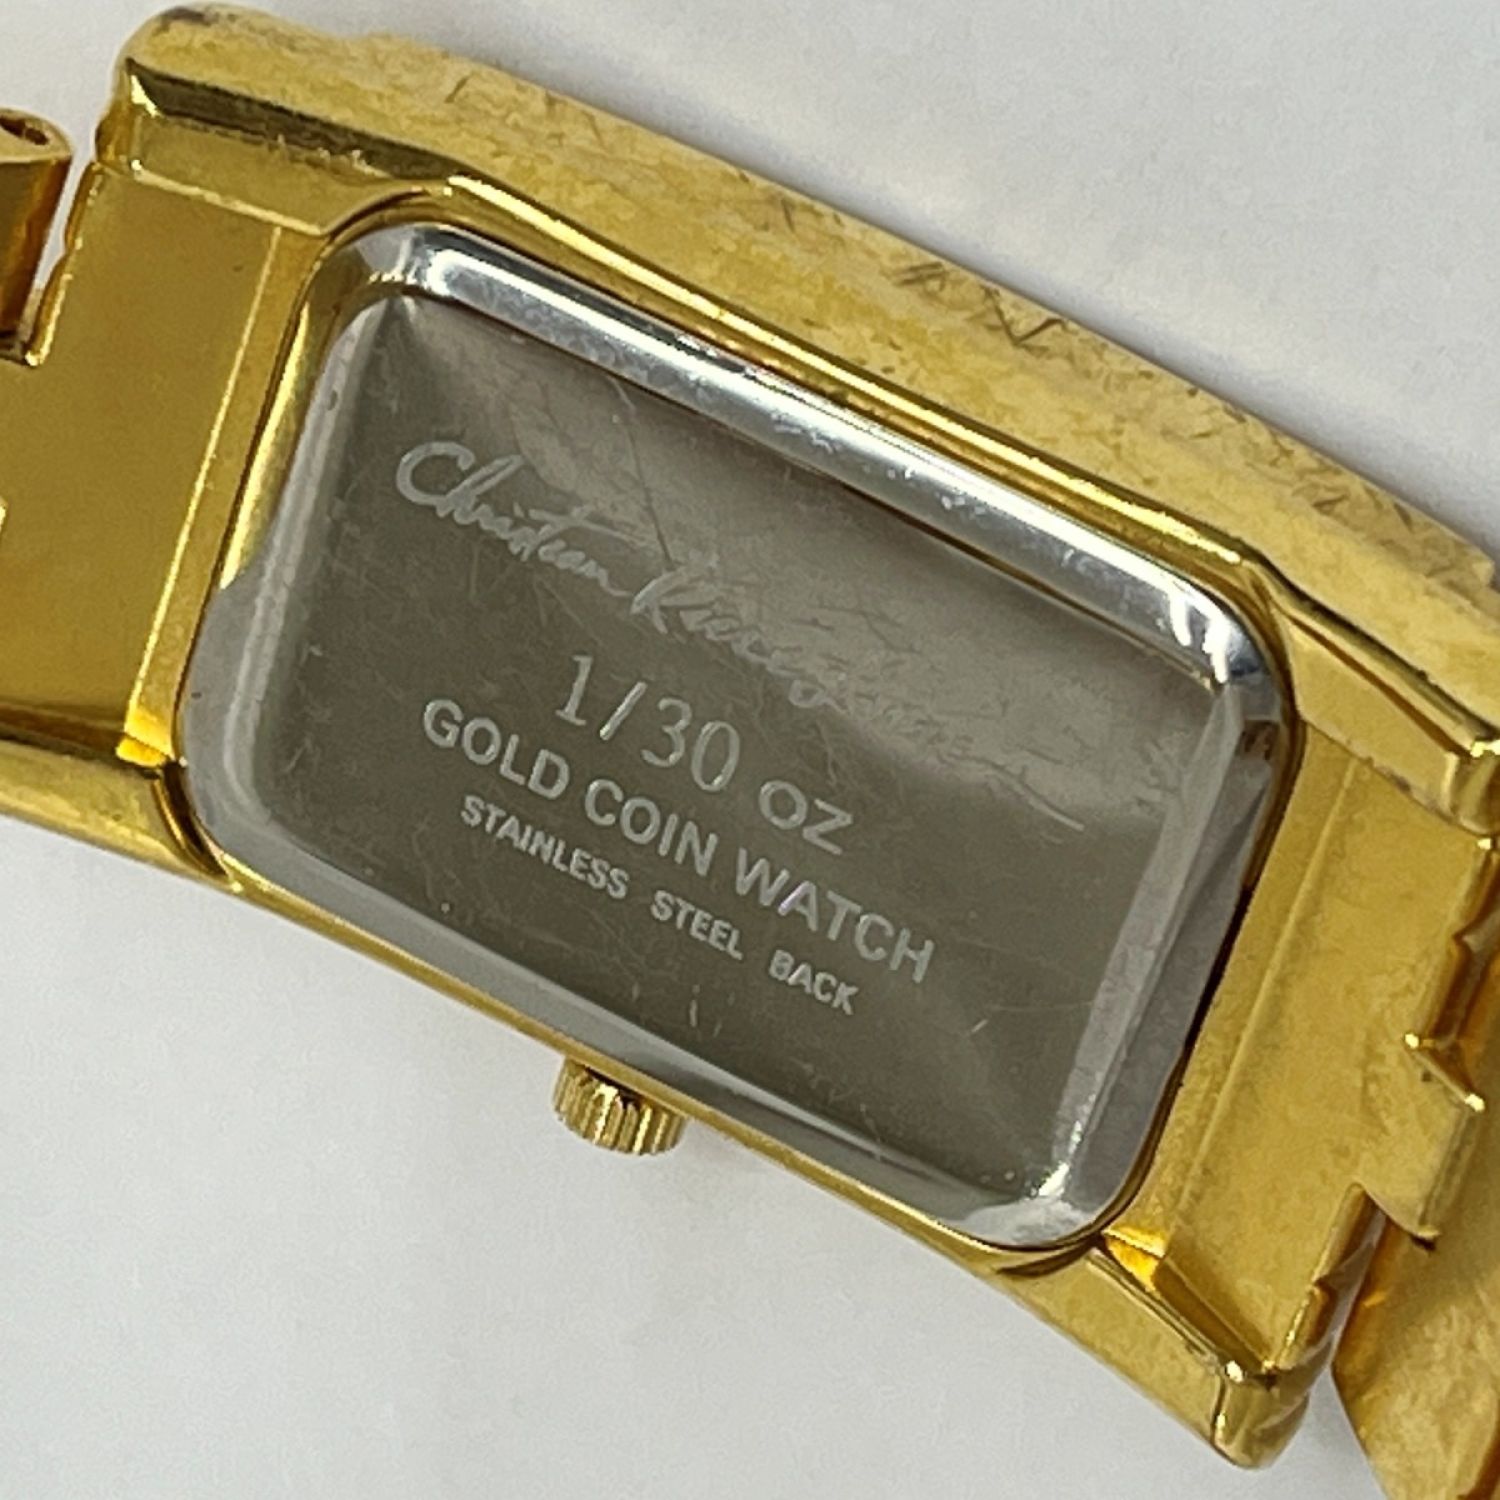 Christian
1/30 OZ
GOLD COIN WATCH
STAINLESS STEEL BACK